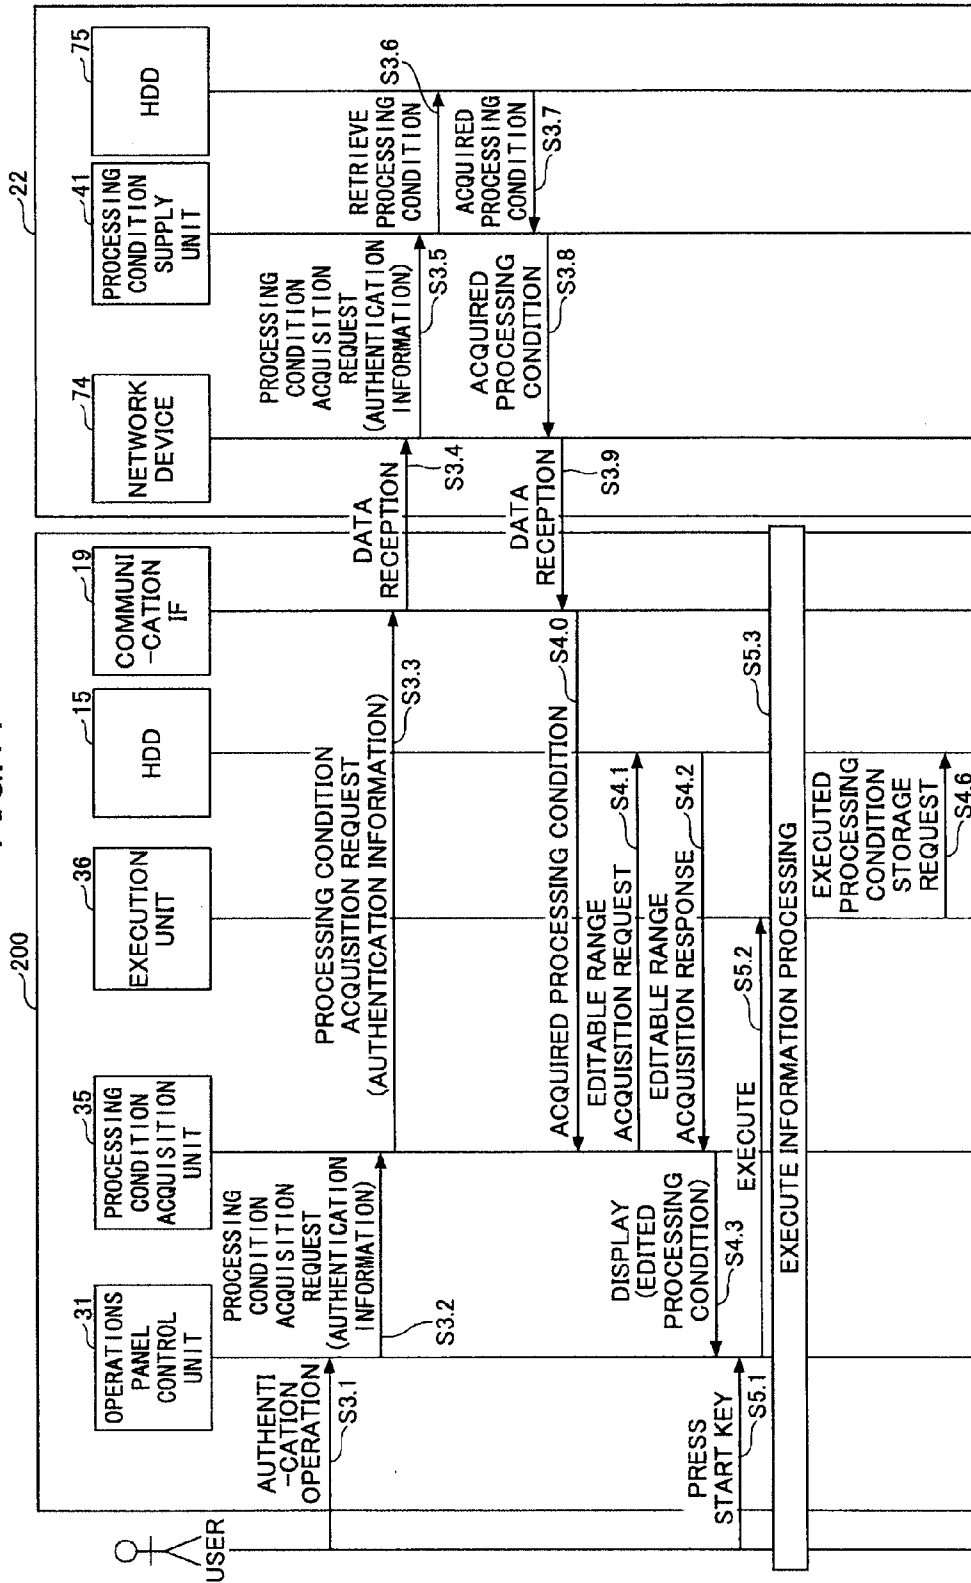 200
22
31
OPERATIONS
PANEL
CONTROL
UNIT
35
PROCESSING
CONDITION
ACQUISITION
UNIT
36
EXECUTION
UNIT
15
HDD
19
COMMUNI
-CATION
IF
74
NETWORK
DEVICE
41
PROCESSING
CONDITION
SUPPLY
UNIT
75
HDD
USER
AUTHENTI
-CATION
OPERATION
S3.1
PROCESSING
CONDITION
ACQUISITION
REQUEST
(AUTHENTICATION
INFORMATION)
S3.2
PROCESSING CONDITION
ACQUISITION REQUEST
(AUTHENTICATION INFORMATION)
S3.3
DATA
RECEPTION
S3.4
PROCESSING
CONDITION
ACQUISITION
REQUEST
(AUTHENTICATION
INFORMATION)
S3.5
RETRIEVE
PROCESSING
CONDITION
S3.6
ACQUIRED
PROCESSING
CONDITION
S3.7
ACQUIRED
PROCESSING
CONDITION
S3.8
DATA
RECEPTION
S3.9
ACQUIRED PROCESSING CONDITION
S4.0
EDITABLE RANGE
ACQUISITION REQUEST
S4.1
EDITABLE RANGE
ACQUISITION RESPONSE
S4.2
DISPLAY
(EDITED
PROCESSING
CONDITION)
S4.3
PRESS
START KEY
S5.1
EXECUTE
S5.2
EXECUTE INFORMATION PROCESSING
S5.3
EXECUTED
PROCESSING
CONDITION
STORAGE
REQUEST
S4.6